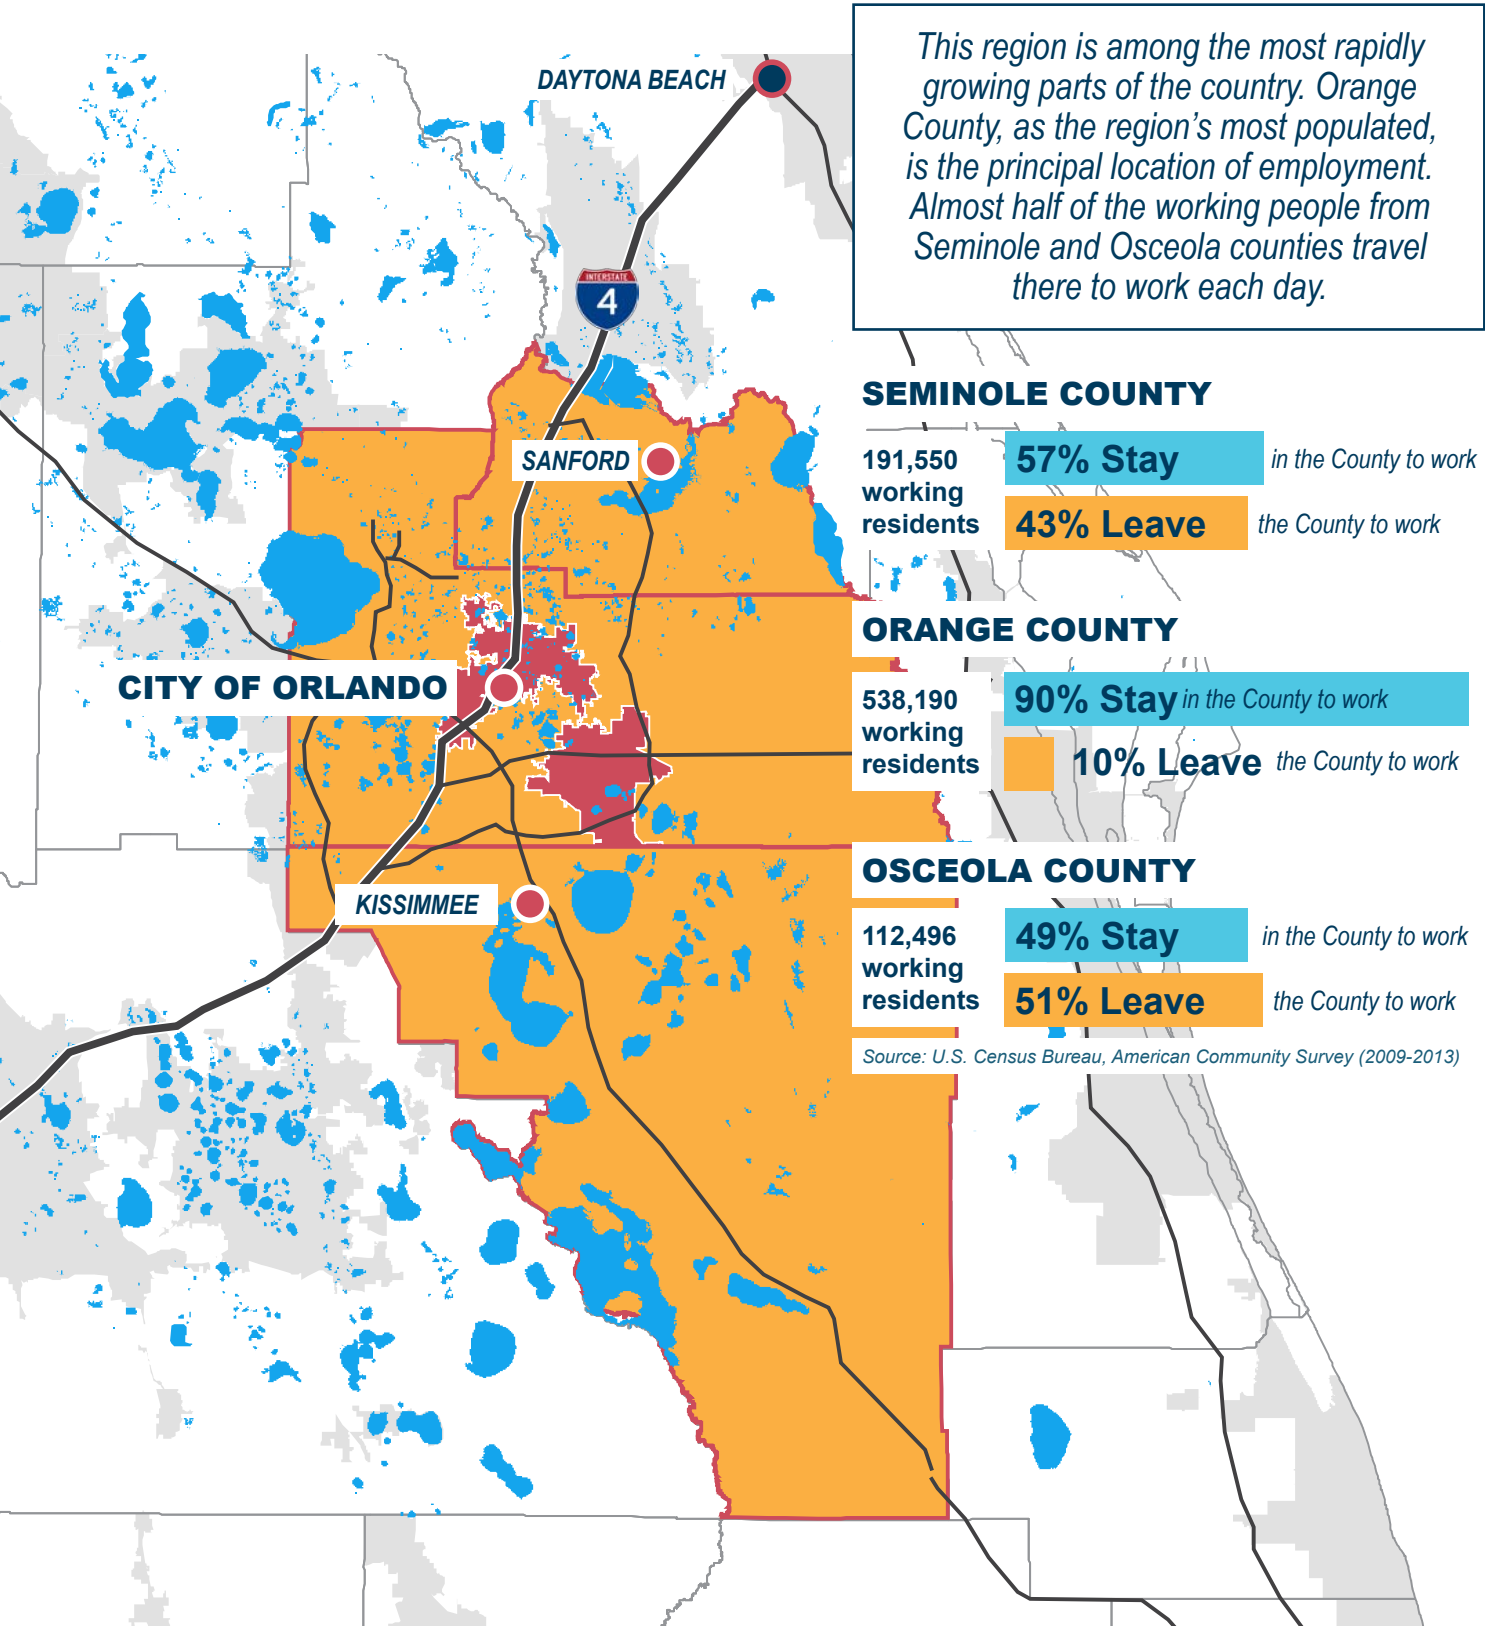 DAYTONA BEACH
This region is among the most rapidly
growing parts of the country. Orange
County, as the region's most populated,
is the principal location of employment.
Almost half of the working people from
Seminole and Osceola counties travel
there to work each day.
INTERSTATE
4
SEMINOLE COUNTY
191,550
working
residents
57% Stay in the County to work
43% Leave the County to work
SANFORD
ORANGE COUNTY
538,190
working
residents
90% Stay in the County to work
10% Leave the County to work
CITY OF ORLANDO
OSCEOLA COUNTY
112,496
working
residents
49% Stay in the County to work
51% Leave the County to work
KISSIMMEE
Source: U.S. Census Bureau, American Community Survey (2009-2013)